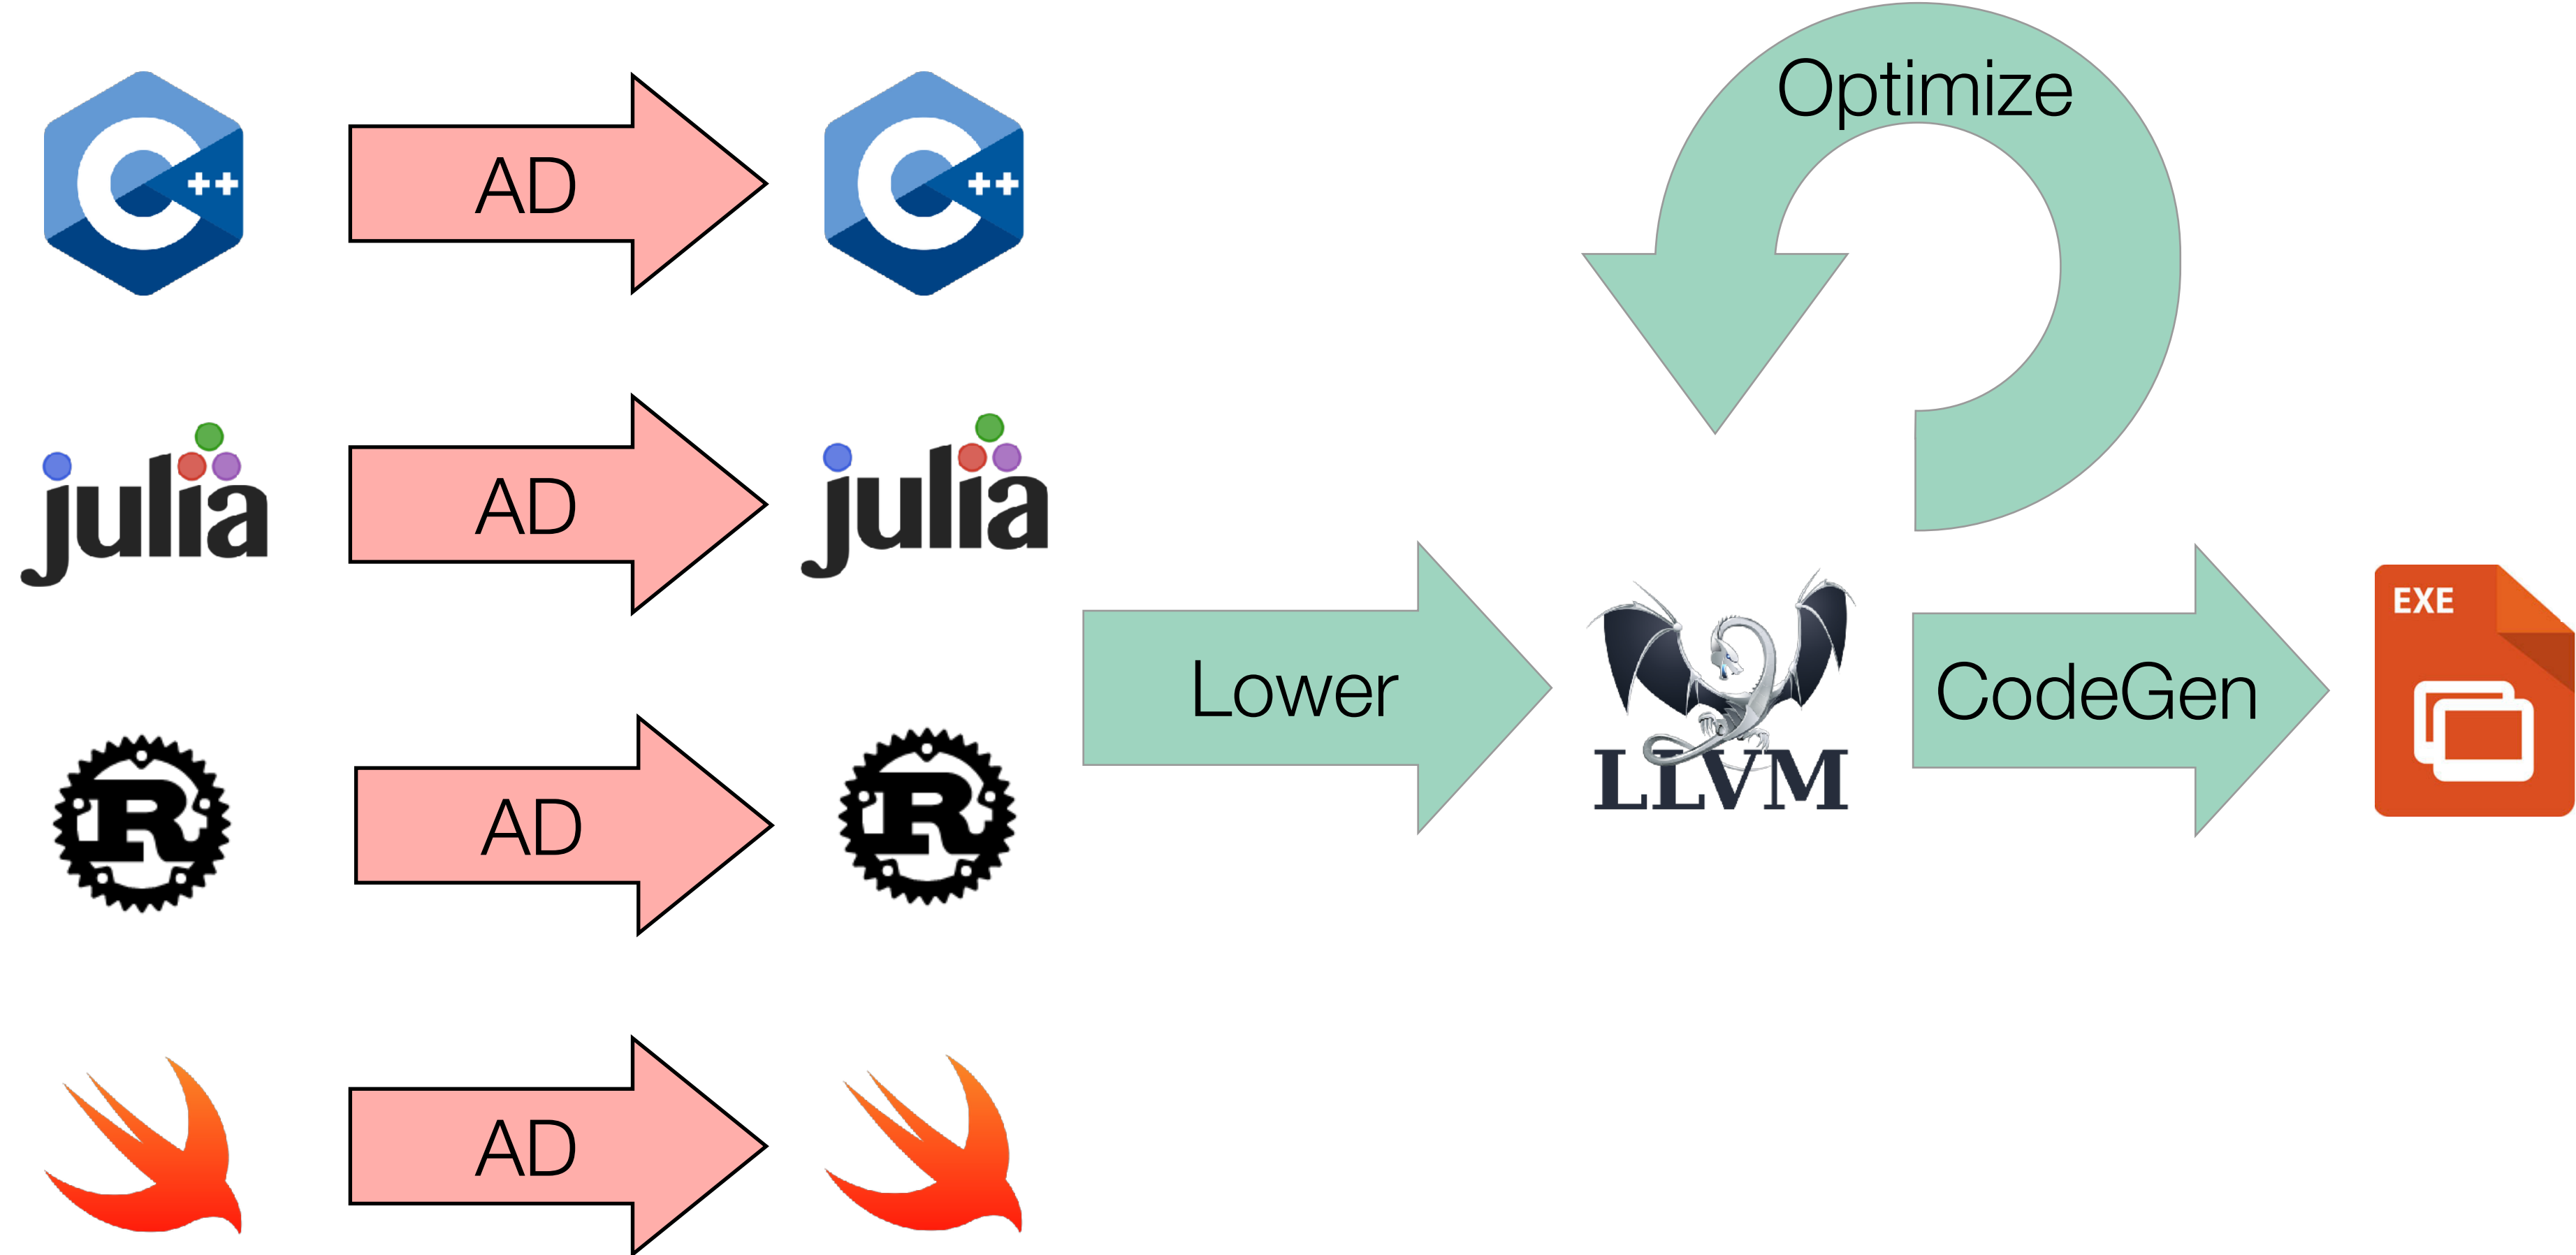 Optimize
C ++
AD
C ++
julia
AD
julia
EXE
Lower
CodeGen
LLVM
R
AD
R
AD